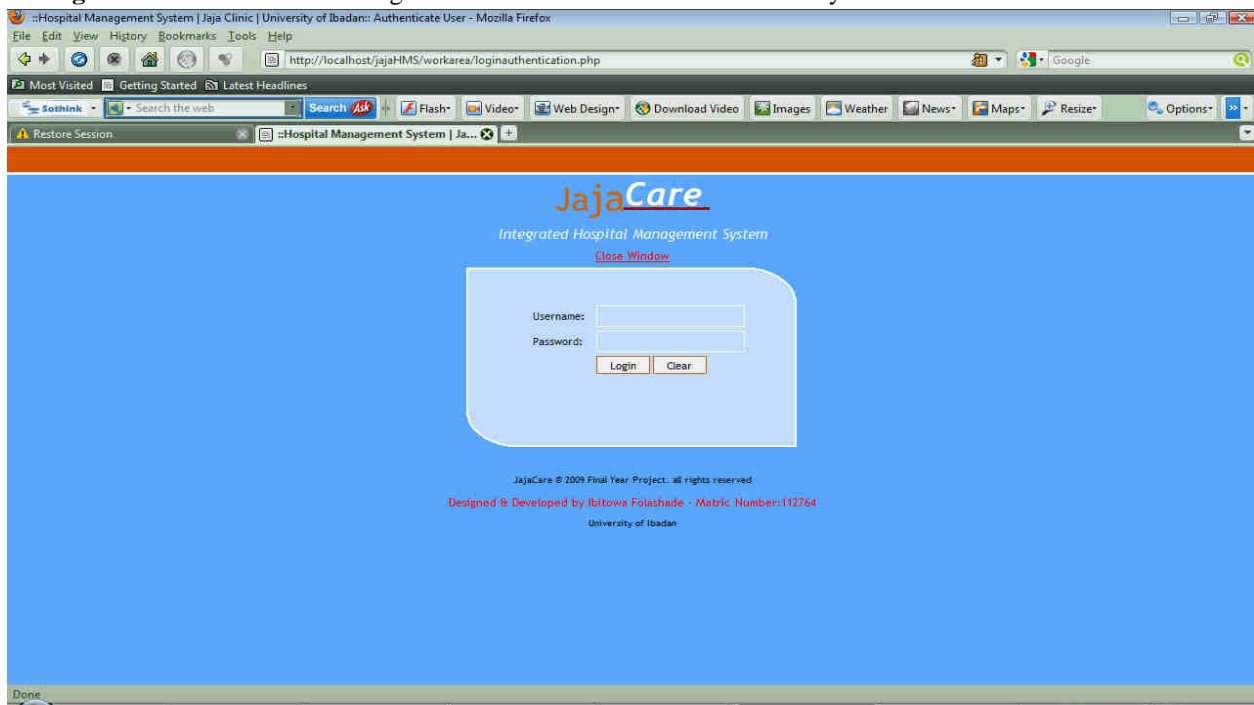 ::Hospital Management System | Jaja Clinic | University of Ibadan:: Authenticate User - Mozilla Firefox
File Edit View History Bookmarks Tools Help
http://localhost/jajaHMS/workarea/loginauthentication.php Google
Most Visited Getting Started Latest Headlines
Sothink Search the web Search Ask Flash Video Web Design Download Video Images Weather News Maps Resize Options
Restore Session ::Hospital Management System | Ja...
JajaCare
Integrated Hospital Management System
Close Window
Username:
Password:
Login Clear
JajaCare © 2009 Final Year Project. all rights reserved
Designed & Developed by Ibitowa Folashade - Matric Number:112764
University of Ibadan
Done